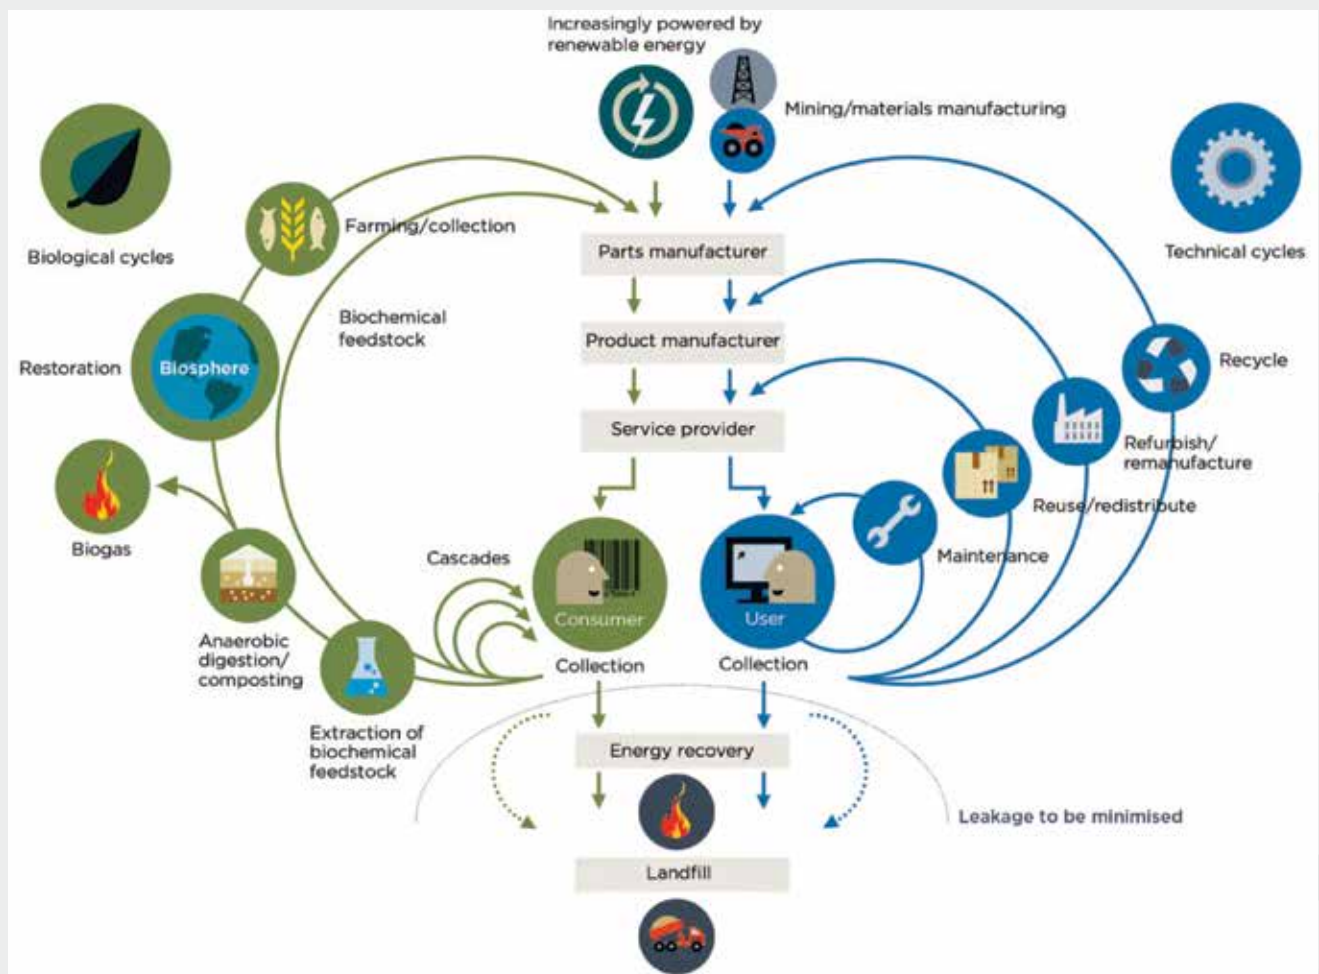 Increasingly powered by
renewable energy
Mining/materials manufacturing
Biological cycles
Farming/collection
Parts manufacturer
Technical cycles
Biochemical
feedstock
Product manufacturer
Restoration
Biosphere
Recycle
Service provider
Refurbish/
remanufacture
Reuse/redistribute
Biogas
Cascades
Maintenance
Consumer
User
Anaerobic
digestion/
composting
Collection
Collection
Extraction of
biochemical
feedstock
Energy recovery
Leakage to be minimised
Landfill